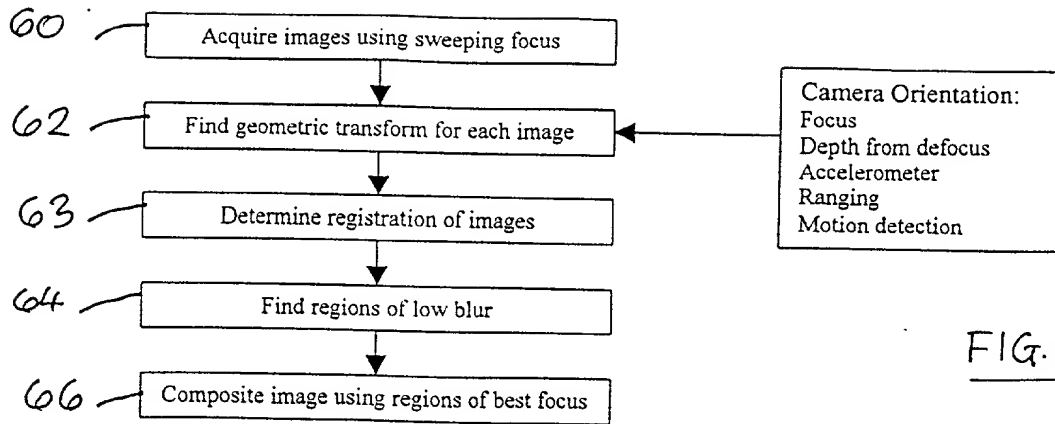 60
Acquire images using sweeping focus
62
Find geometric transform for each image
63
Determine registration of images
64
Find regions of low blur
66
Composite image using regions of best focus
Camera Orientation:
Focus
Depth from defocus
Accelerometer
Ranging
Motion detection
FIG.